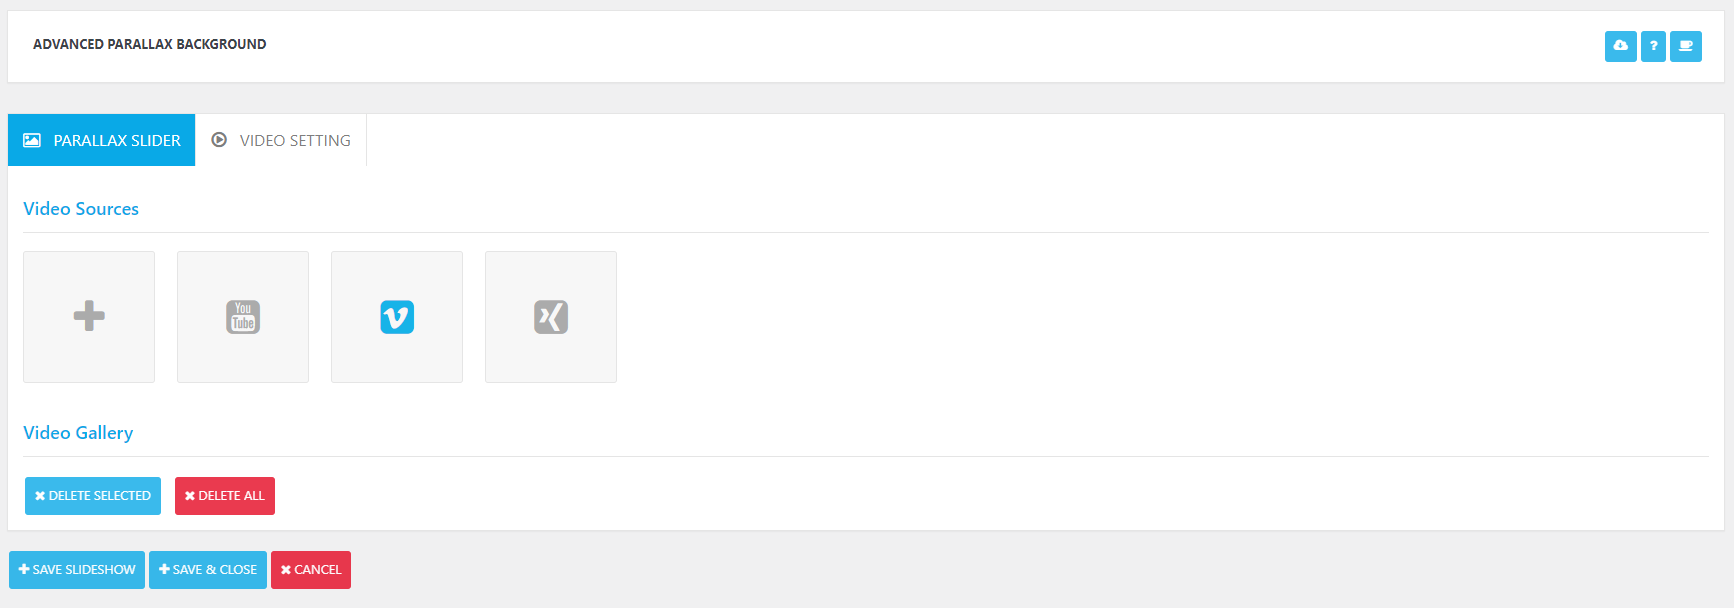 ADVANCED PARALLAX BACKGROUND
?
PARALLAX SLIDER
VIDEO SETTING
Video Sources
You
Tube
Video Gallery
DELETE SELECTED
DELETE ALL
SAVE SLIDESHOW
SAVE & CLOSE
CANCEL